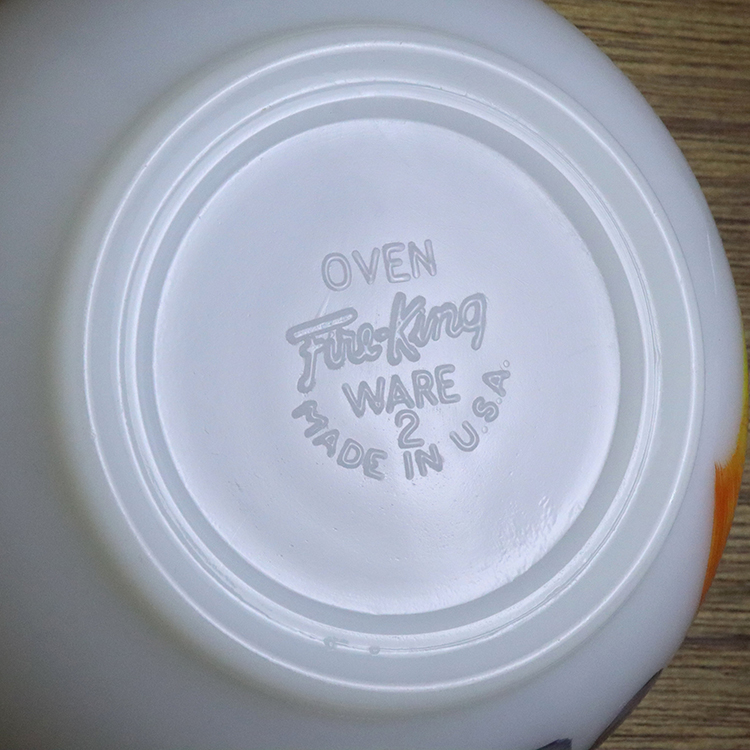 OVEN
Fire-King
WARE
2
MADE IN U.S.A.